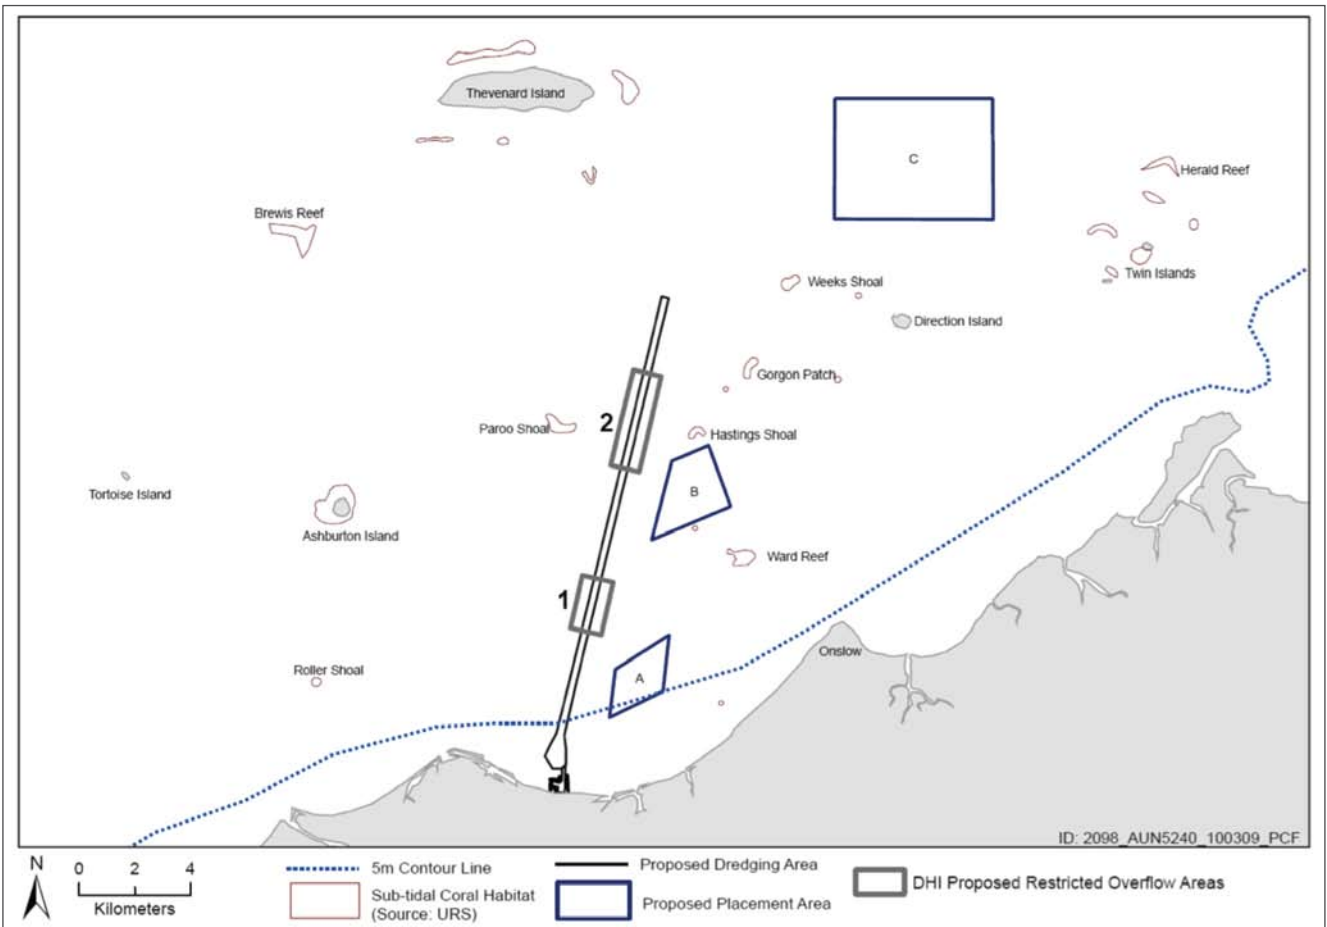 Thevenard Island
C
Herald Reef
Brewis Reef
Twin Islands
Weeks Shoal
Direction Island
Gorgon Patch
2
Paroo Shoal
Hastings Shoal
B
Tortoise Island
Ashburton Island
Ward Reef
1
Onslow
Roller Shoal
A
ID: 2098_AUN5240_100309_PCF
N
0 2 4
Kilometers
5m Contour Line
Sub-tidal Coral Habitat
(Source: URS)
Proposed Dredging Area
Proposed Placement Area
DHI Proposed Restricted Overflow Areas